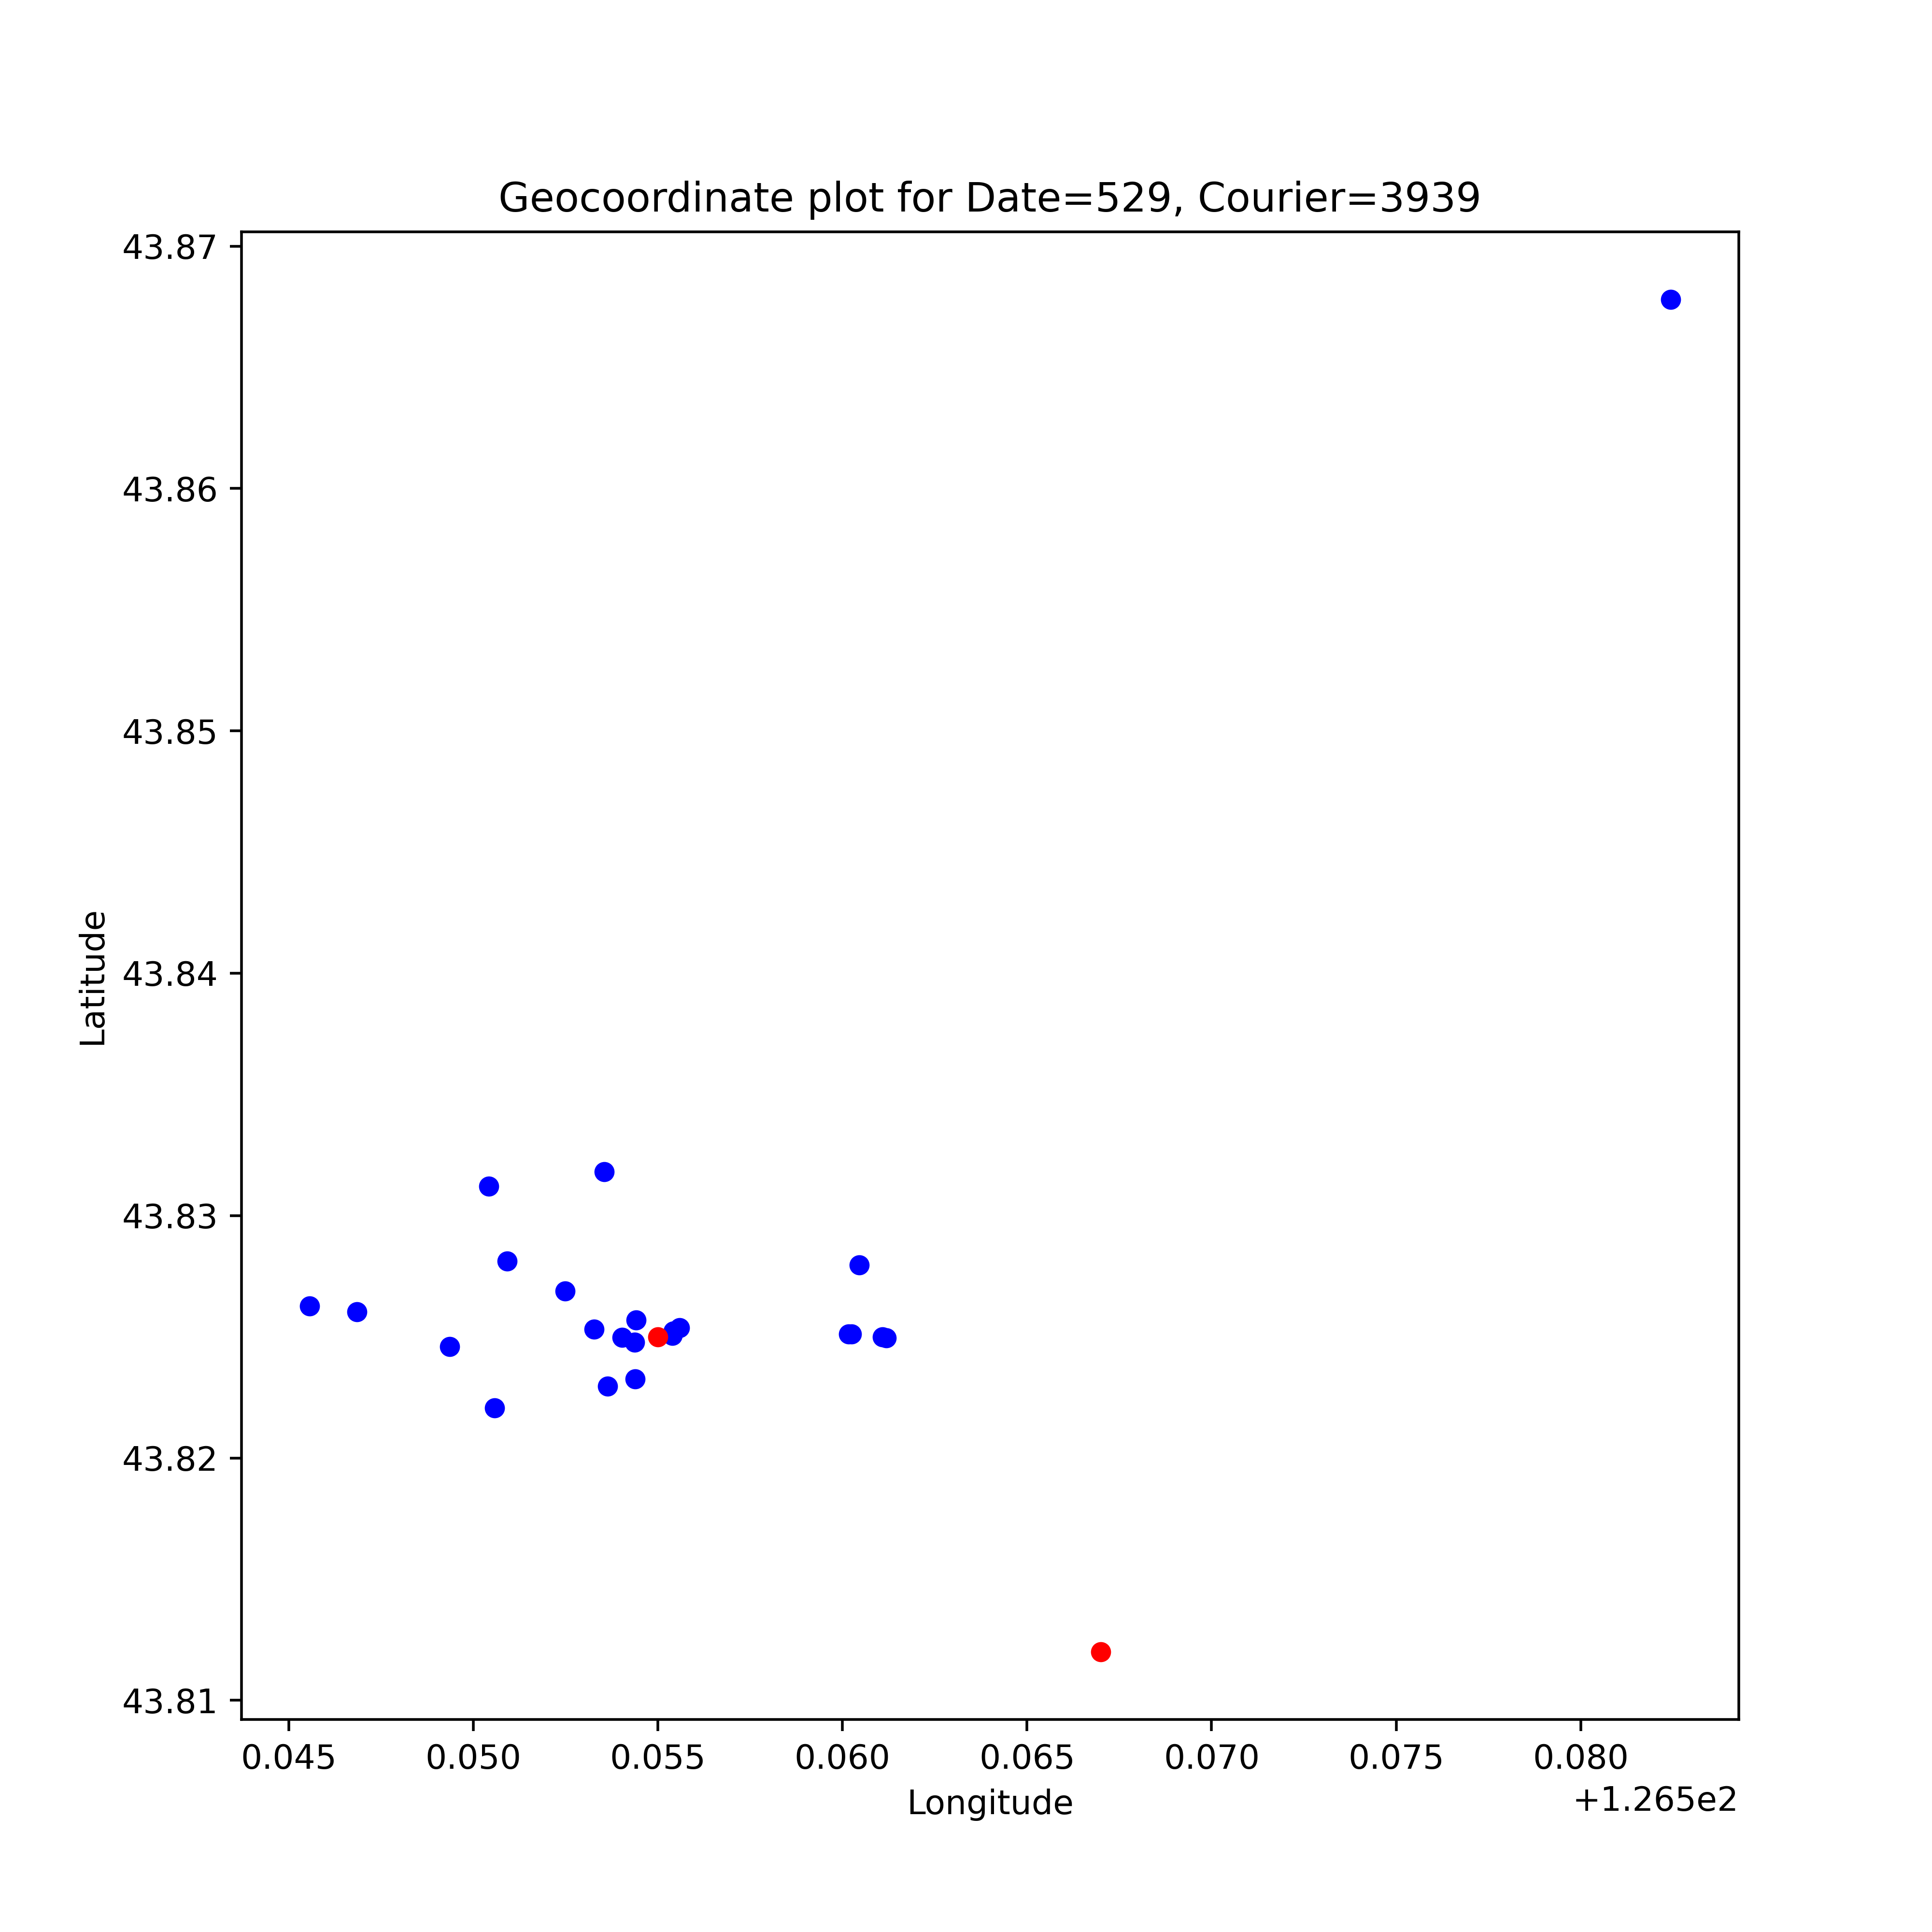 Geocoordinate plot for Date=529, Courier=3939
43.87
43.86
43.85
43.84
43.83
43.82
43.81
Latitude
0.045 0.050 0.055 0.060 0.065 0.070 0.075 0.080
Longitude
+1.265e2